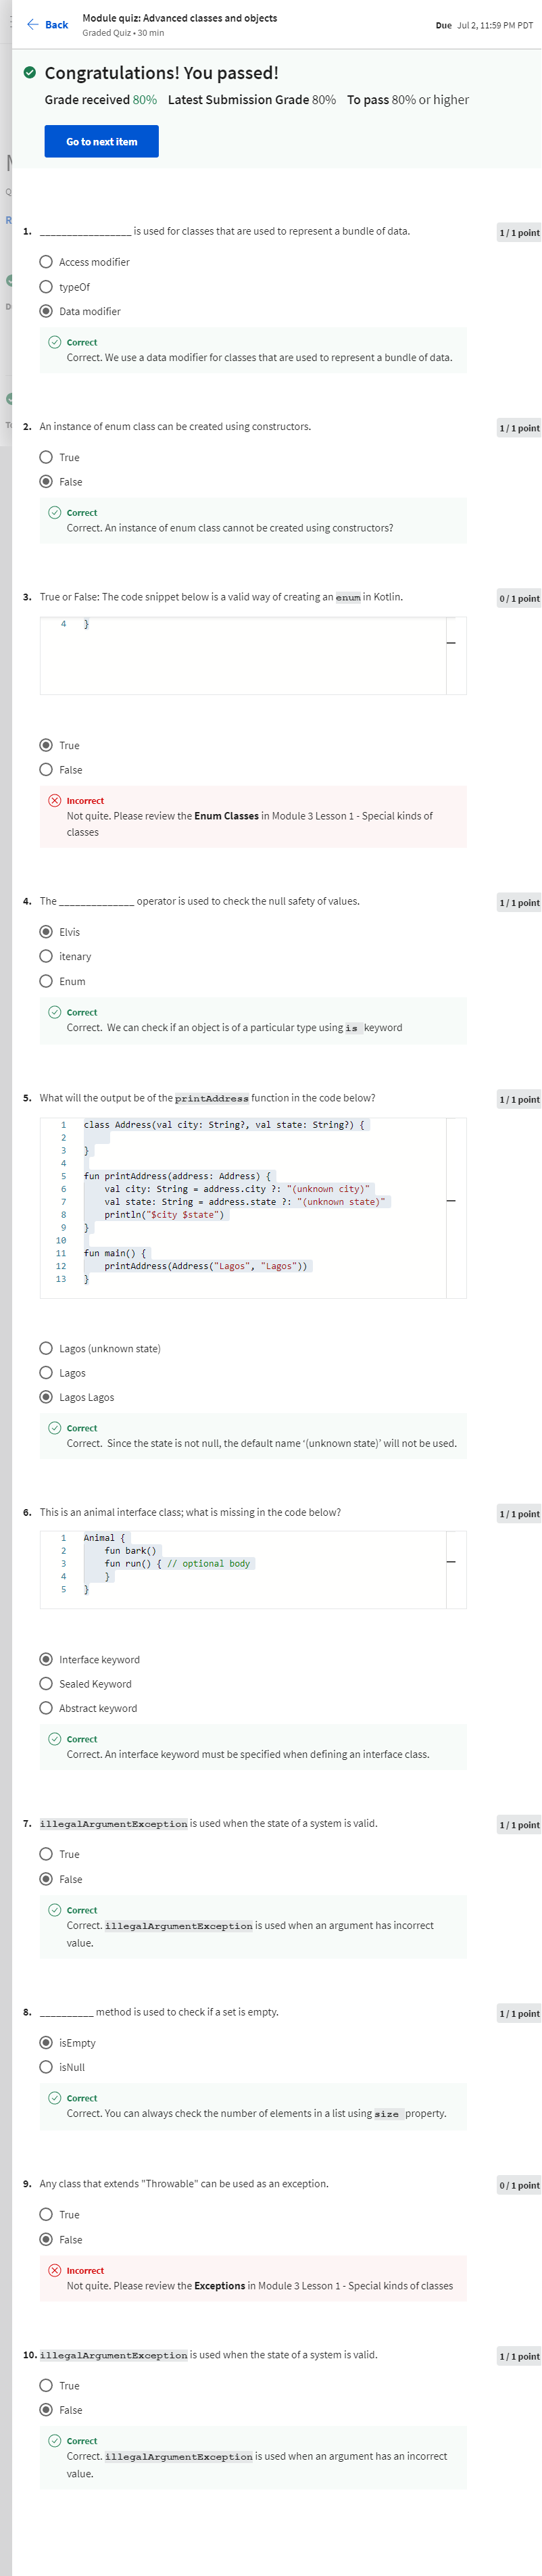 Back
Module quiz: Advanced classes and objects
Graded Quiz • 30 min
Due Jul 2, 11:59 PM PDT
Congratulations! You passed!
Grade received 80% Latest Submission Grade 80% To pass 80% or higher
Go to next item
1. _________________ is used for classes that are used to represent a bundle of data.
1 / 1 point
Access modifier
typeOf
Data modifier
Correct
Correct. We use a data modifier for classes that are used to represent a bundle of data.
2. An instance of enum class can be created using constructors.
1 / 1 point
True
False
Correct
Correct. An instance of enum class cannot be created using constructors?
3. True or False: The code snippet below is a valid way of creating an enum in Kotlin.
0 / 1 point
4 }
True
False
Incorrect
Not quite. Please review the Enum Classes in Module 3 Lesson 1 - Special kinds of
classes
4. The ______________ operator is used to check the null safety of values.
1 / 1 point
Elvis
itenary
Enum
Correct
Correct. We can check if an object is of a particular type using is keyword
5. What will the output be of the printAddress function in the code below?
1 / 1 point
1 class Address(val city: String?, val state: String?) {
2
3 }
4
5 fun printAddress(address: Address) {
6 val city: String = address.city ?: "(unknown city)"
7 val state: String = address.state ?: "(unknown state)"
8 println("$city $state")
9 }
10
11 fun main() {
12 printAddress(Address("Lagos", "Lagos"))
13 }
Lagos (unknown state)
Lagos
Lagos Lagos
Correct
Correct. Since the state is not null, the default name ‘(unknown state)’ will not be used.
6. This is an animal interface class; what is missing in the code below?
1 / 1 point
1 Animal {
2 fun bark()
3 fun run() { // optional body
4 }
5 }
Interface keyword
Sealed Keyword
Abstract keyword
Correct
Correct. An interface keyword must be specified when defining an interface class.
7. illegalArgumentException is used when the state of a system is valid.
1 / 1 point
True
False
Correct
Correct. illegalArgumentException is used when an argument has incorrect
value.
8. __________ method is used to check if a set is empty.
1 / 1 point
isEmpty
isNull
Correct
Correct. You can always check the number of elements in a list using size property.
9. Any class that extends "Throwable" can be used as an exception.
0 / 1 point
True
False
Incorrect
Not quite. Please review the Exceptions in Module 3 Lesson 1 - Special kinds of classes
10. illegalArgumentException is used when the state of a system is valid.
1 / 1 point
True
False
Correct
Correct. illegalArgumentException is used when an argument has an incorrect
value.